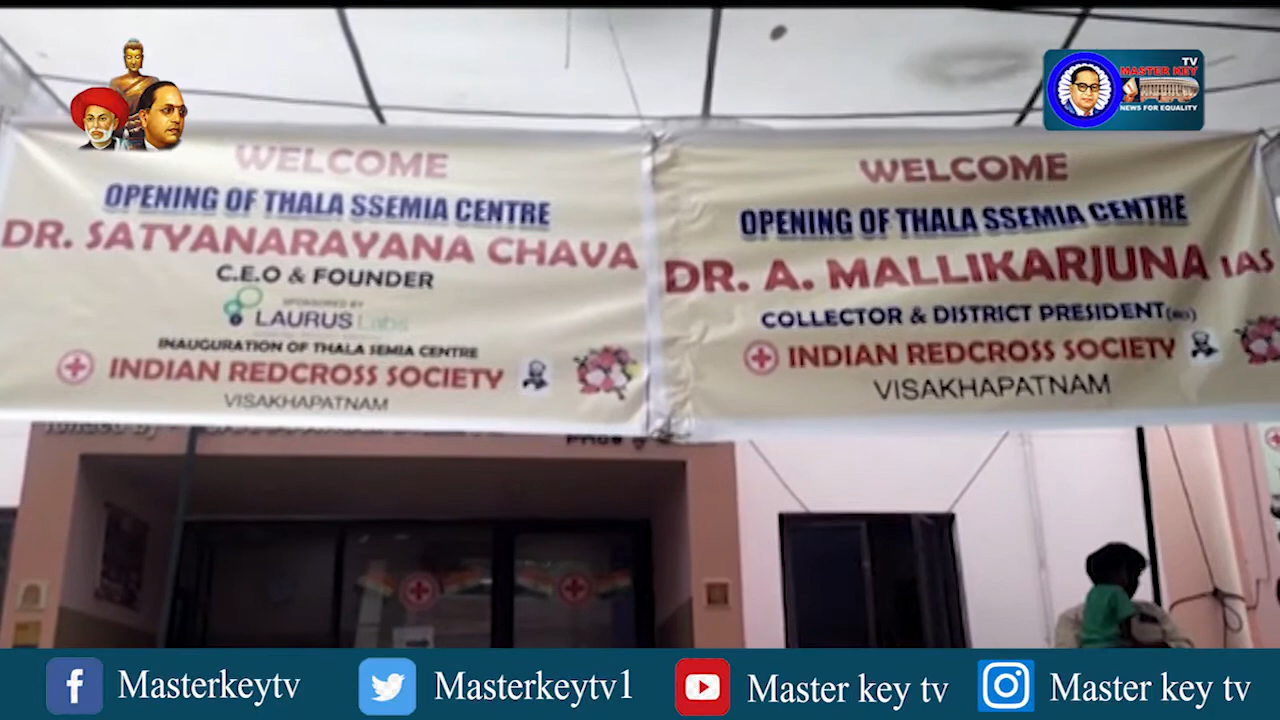 TV
MASTER KEY
NEWS FOR EQUALITY
WELCOME
OPENING OF THALA SSEMIA CENTRE
DR. SATYANARAYANA CHAVA
C.E.O & FOUNDER
SPONSORED BY
LAURUS Labs
INAUGURATION OF THALA SEMIA CENTRE
INDIAN REDCROSS SOCIETY
VISAKHAPATNAM
WELCOME
OPENING OF THALA SSEMIA CENTRE
DR. A. MALLIKARJUNA IAS
COLLECTOR & DISTRICT PRESIDENT
INDIAN REDCROSS SOCIETY
VISAKHAPATNAM
Masterkeytv
Masterkeytv1
Master key tv
Master key tv